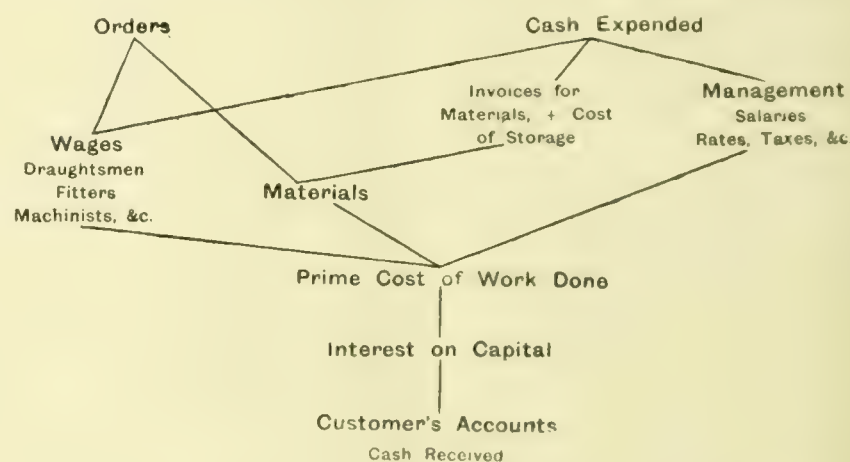 Orders
Cash Expended
Invoices for
Materials, + Cost
of Storage
Management
Salaries
Rates, Taxes, &c
Wages
Draughtsmen
Fitters
Machinists, &c.
Materials
Prime Cost of Work Done
Interest on Capital
Customer's Accounts
Cash Received